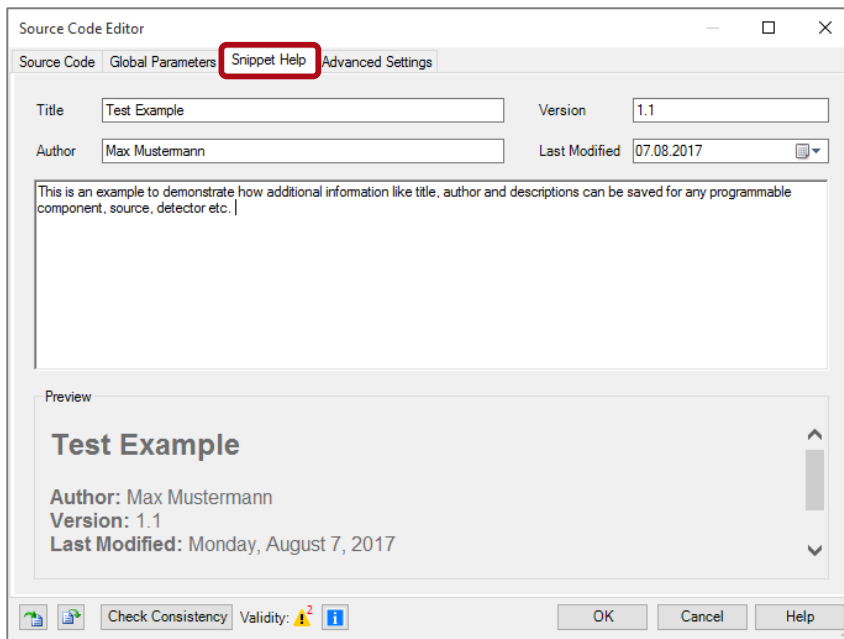 Source Code Editor
Source Code Global Parameters Snippet Help Advanced Settings
Title Test Example Version 1.1
Author Max Mustermann Last Modified 07.08.2017
This is an example to demonstrate how additional information like title, author and descriptions can be saved for any programmable
component, source, detector etc.
Preview
Test Example
Author: Max Mustermann
Version: 1.1
Last Modified: Monday, August 7, 2017
Check Consistency Validity: 2 OK Cancel Help